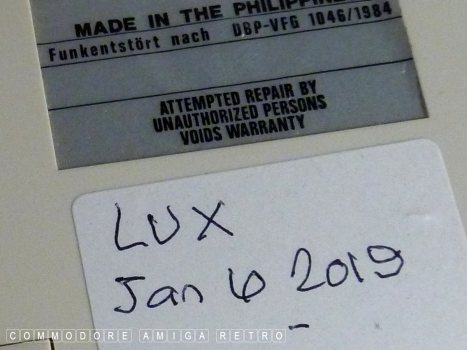 MADE IN THE PHILIPPINE
Funkentstört nach DBP-VFG 1046/1984
ATTEMPTED REPAIR BY
UNAUTHORIZED PERSONS
VOIDS WARRANTY
LUX
Jan 6 2019
COMMODORE AMIGA RETRO